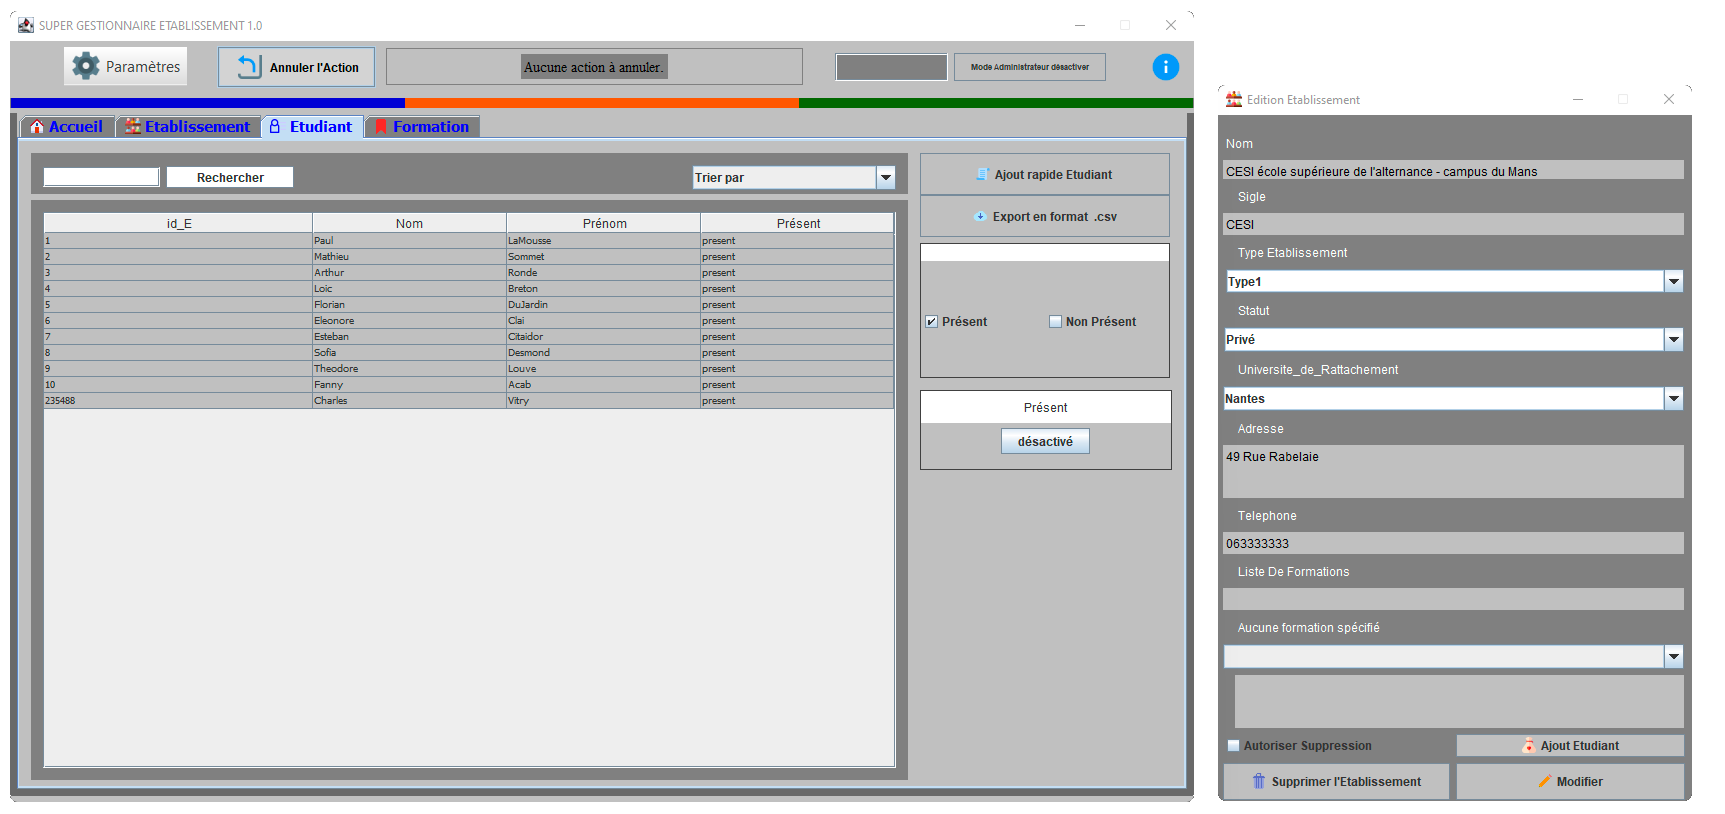 SUPER GESTIONNAIRE ETABLISSEMENT 1.0
Paramètres
Annuler l'Action
Aucune action à annuler.
Mode Administrateur désactiver
i
Accueil
Etablissement
Etudiant
Formation
Rechercher
Trier par
id_E Nom Prénom Présent
1 Paul LaMousse present
2 Mathieu Sommet present
3 Arthur Ronde present
4 Loic Breton present
5 Florian DuJardin present
6 Eleonore Clai present
7 Esteban Citaidor present
8 Sofia Desmond present
9 Theodore Louve present
10 Fanny Acab present
235488 Charles Vitry present
Ajout rapide Etudiant
Export en format .csv
Présent
Non Présent
Présent
désactivé
Edition Etablissement
Nom
CESI école supérieure de l'alternance - campus du Mans
Sigle
CESI
Type Etablissement
Type1
Statut
Privé
Universite_de_Rattachement
Nantes
Adresse
49 Rue Rabelaie
Telephone
063333333
Liste De Formations
Aucune formation spécifié
Autoriser Suppression
Ajout Etudiant
Supprimer l'Etablissement
Modifier